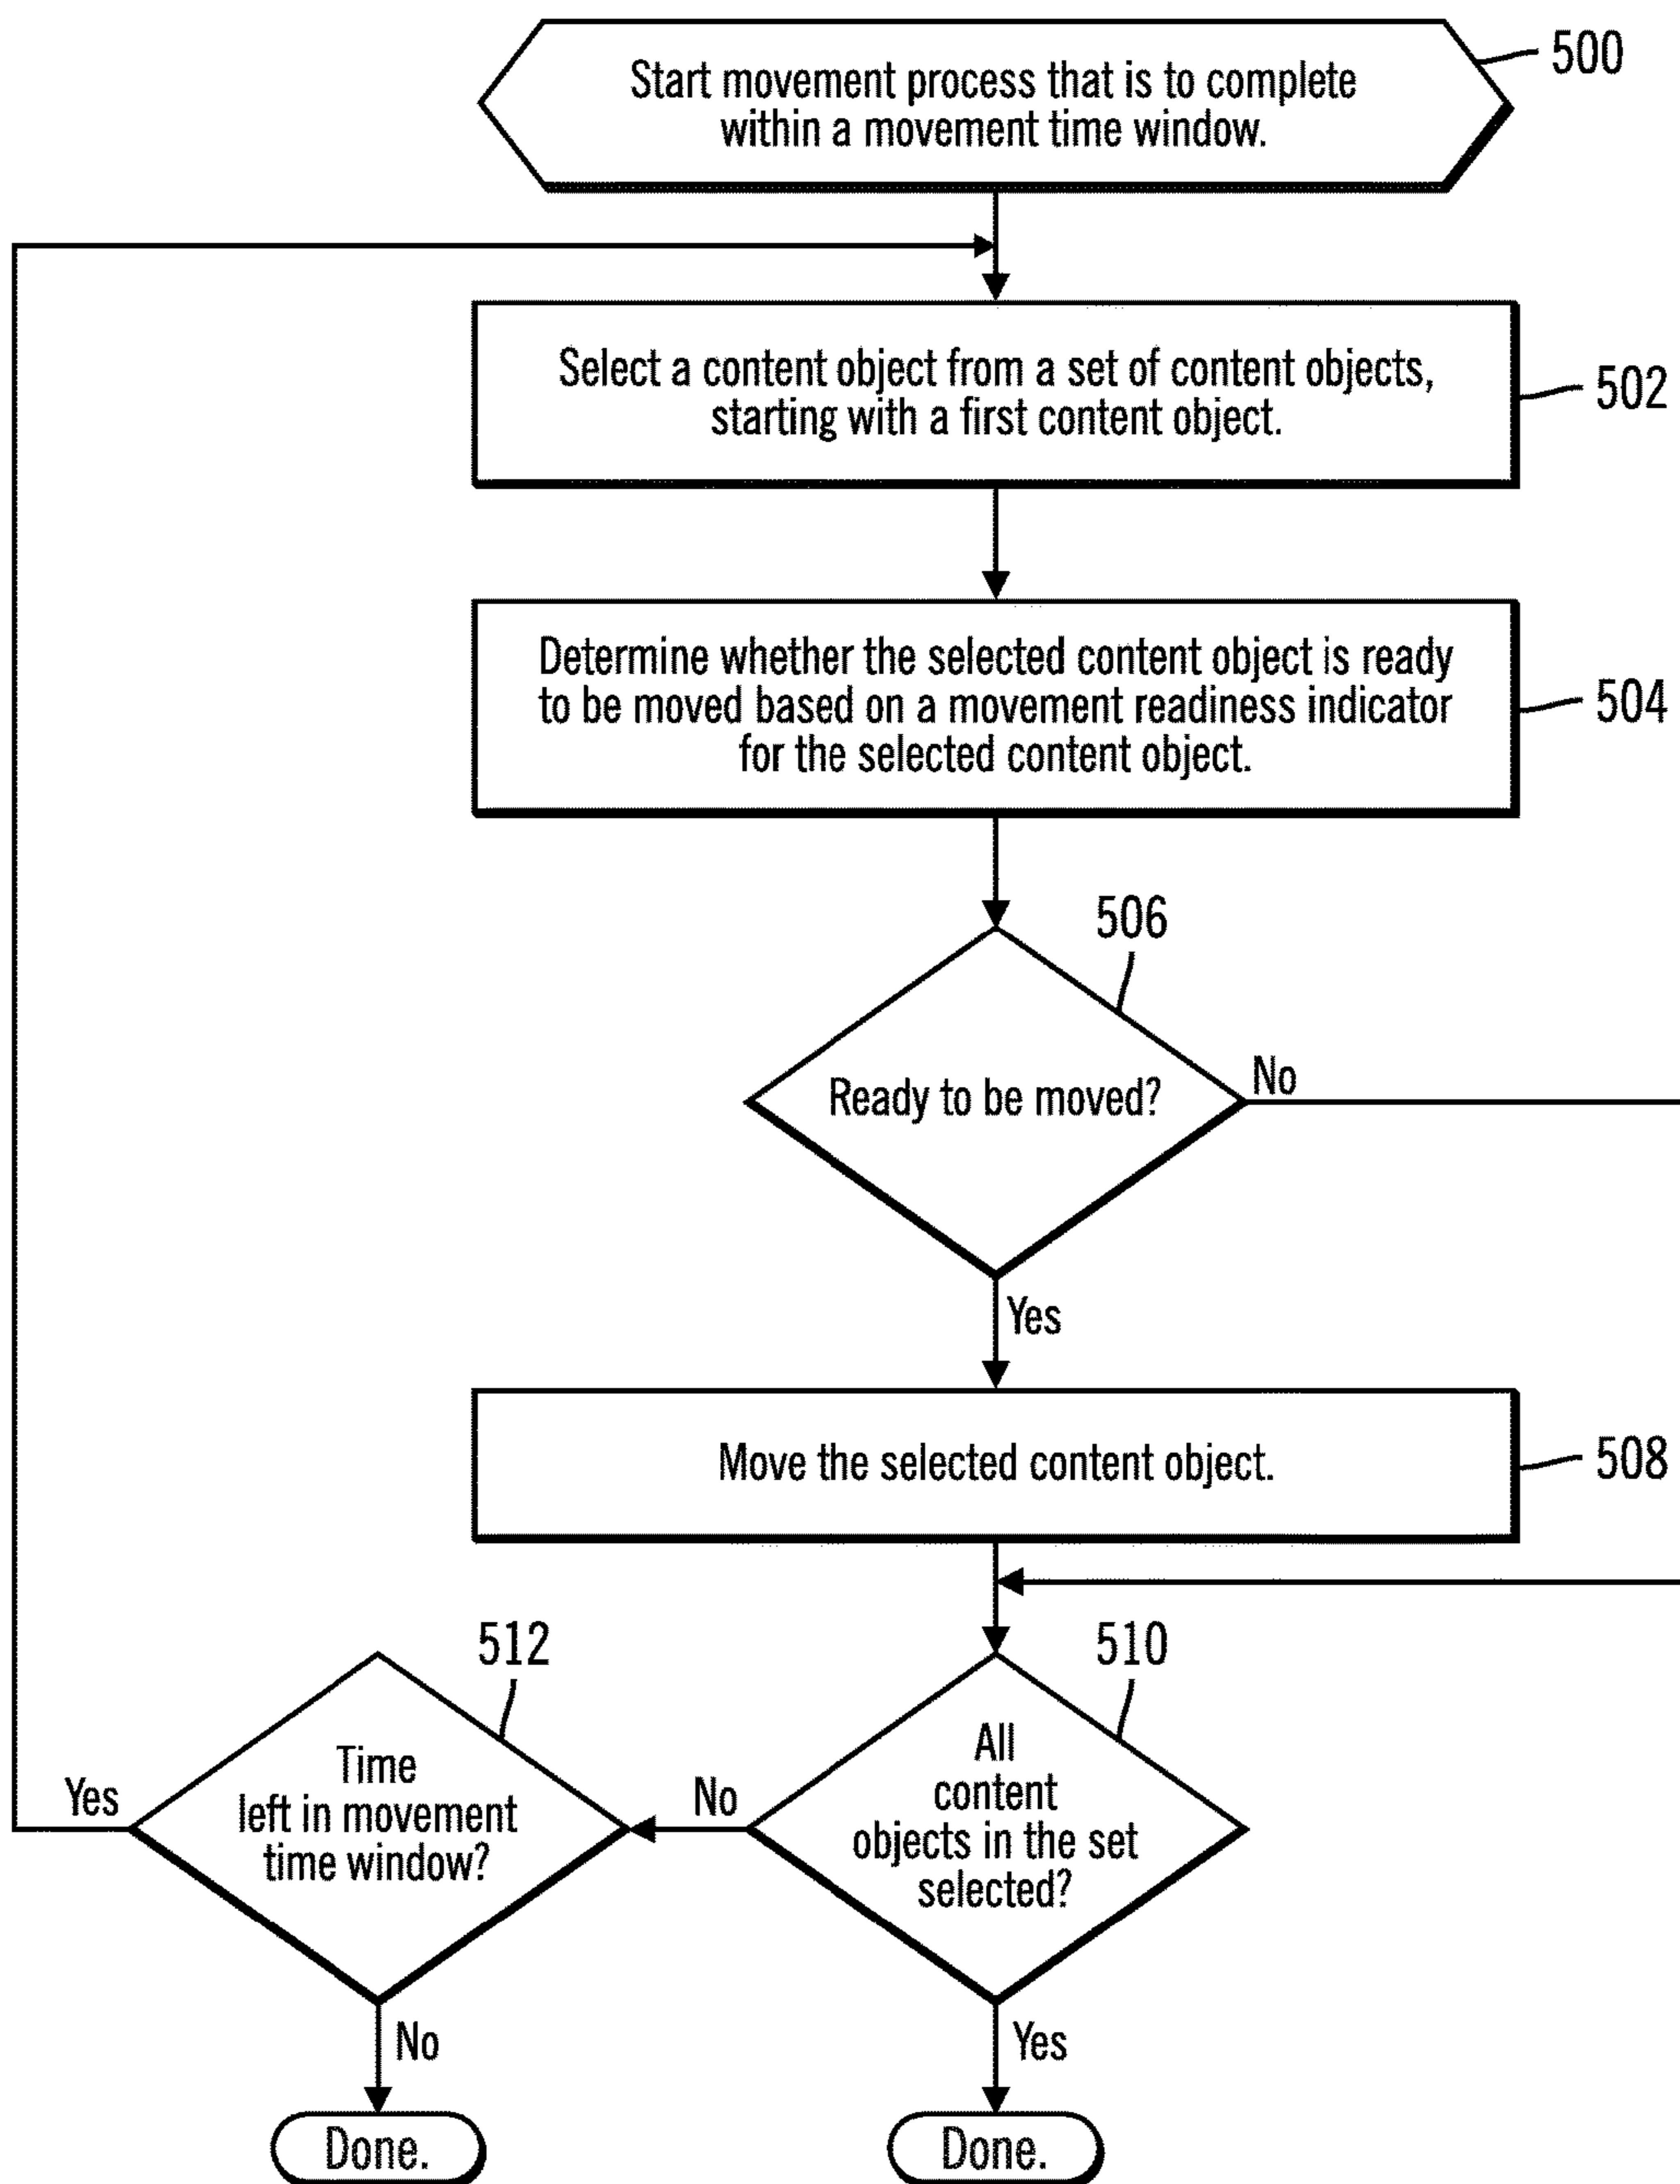 500
Start movement process that is to complete
within a movement time window.
Select a content object from a set of content objects,
starting with a first content object.
502
Determine whether the selected content object is ready
to be moved based on a movement readiness indicator
for the selected content object.
504
506
Ready to be moved?
No
Yes
Move the selected content object.
508
512
510
Time
left in movement
time window?
Yes
No
All
content
objects in the set
selected?
No
Yes
Done.
Done.